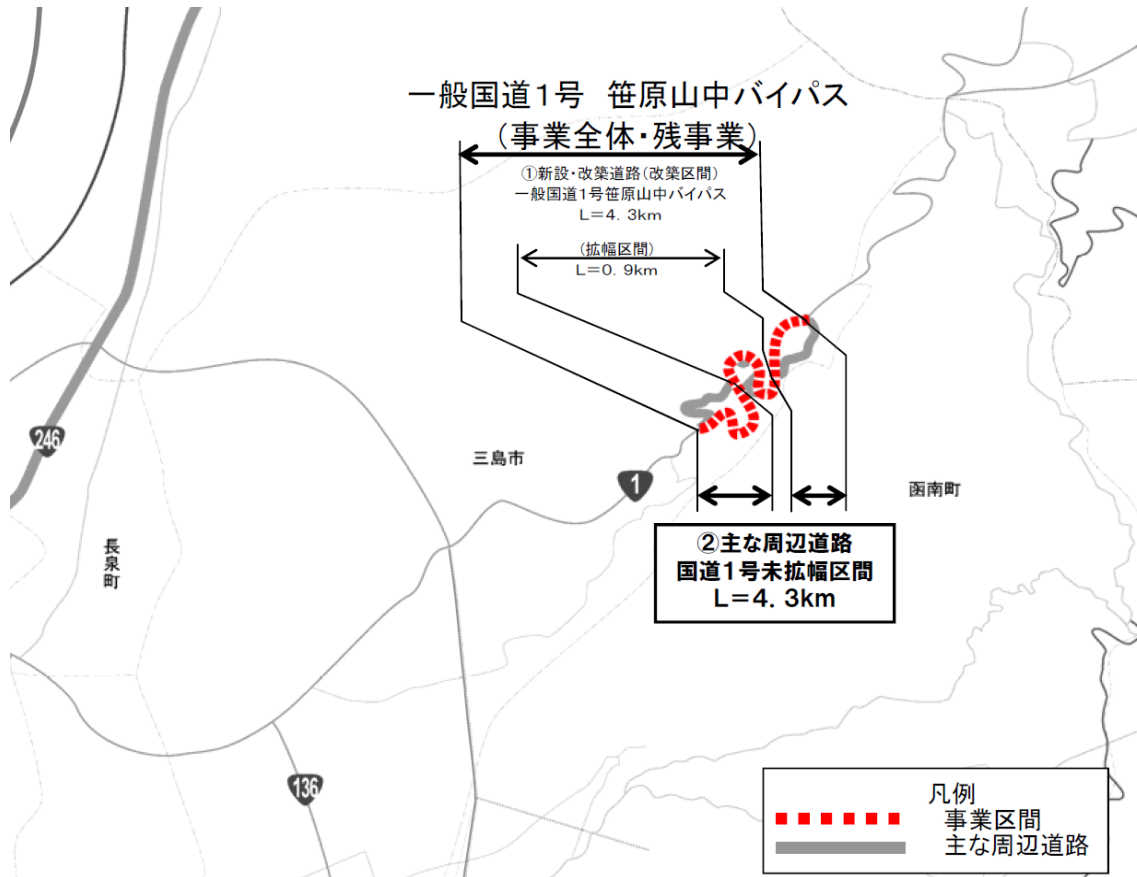 一般国道1号 笹原山中バイパス
(事業全体・残事業)
①新設・改築道路(改築区間)
一般国道1号笹原山中バイパス
L=4.3km
(拡幅区間)
L=0.9km
246
三島市
1
函南町
長泉町
②主な周辺道路
国道1号未拡幅区間
L=4.3km
136
凡例
事業区間
主な周辺道路